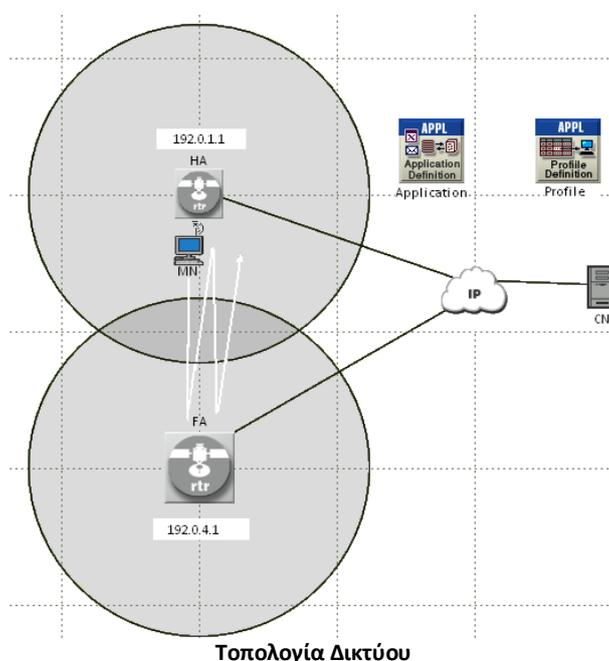 192.0.1.1
HA
rtr
MN
APPL
Application
Definition
Application
APPL
Profile
Definition
Profile
IP
CN
FA
rtr
192.0.4.1
Τοπολογία Δικτύου